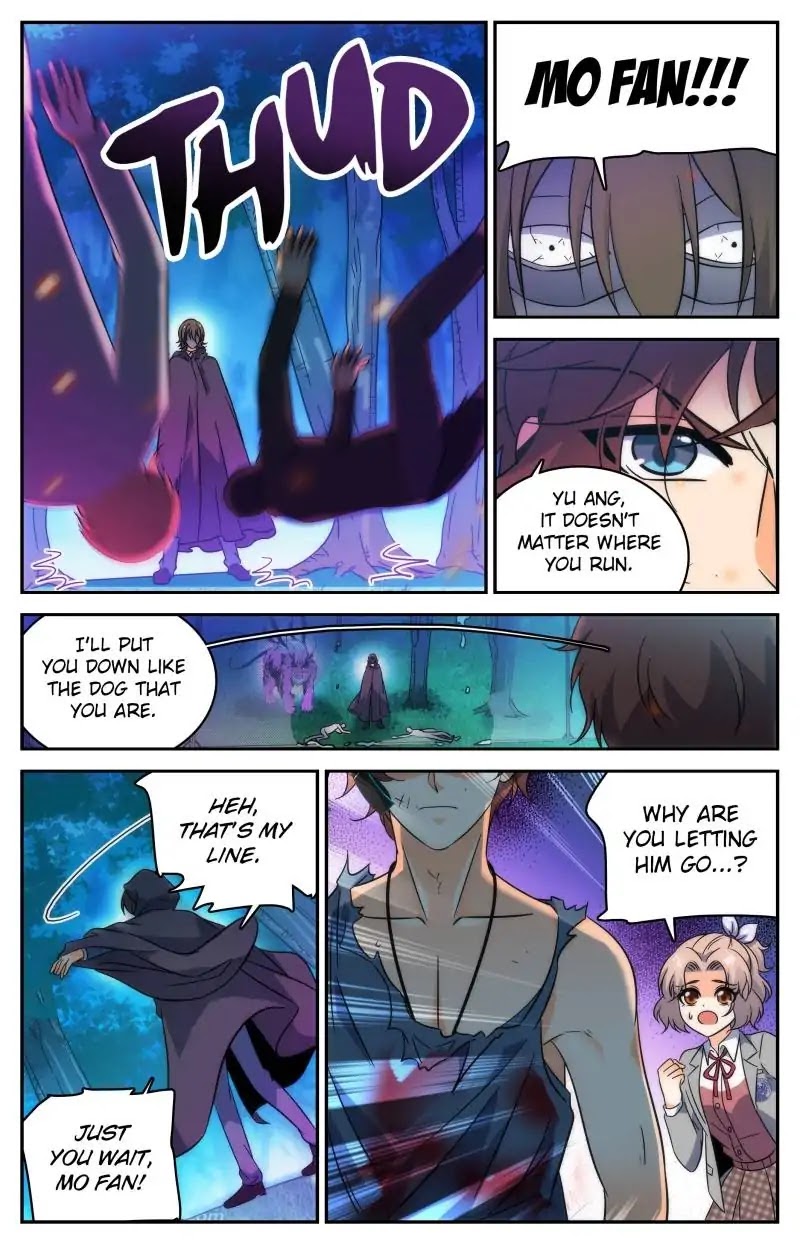 THUD
MO FAN!!!
YU ANG,
IT DOESN'T
MATTER WHERE
YOU RUN.
I'LL PUT
YOU DOWN LIKE
THE DOG THAT
YOU ARE.
HEH,
THAT'S MY
LINE.
JUST
YOU WAIT,
MO FAN!
WHY ARE
YOU LETTING
HIM GO...?